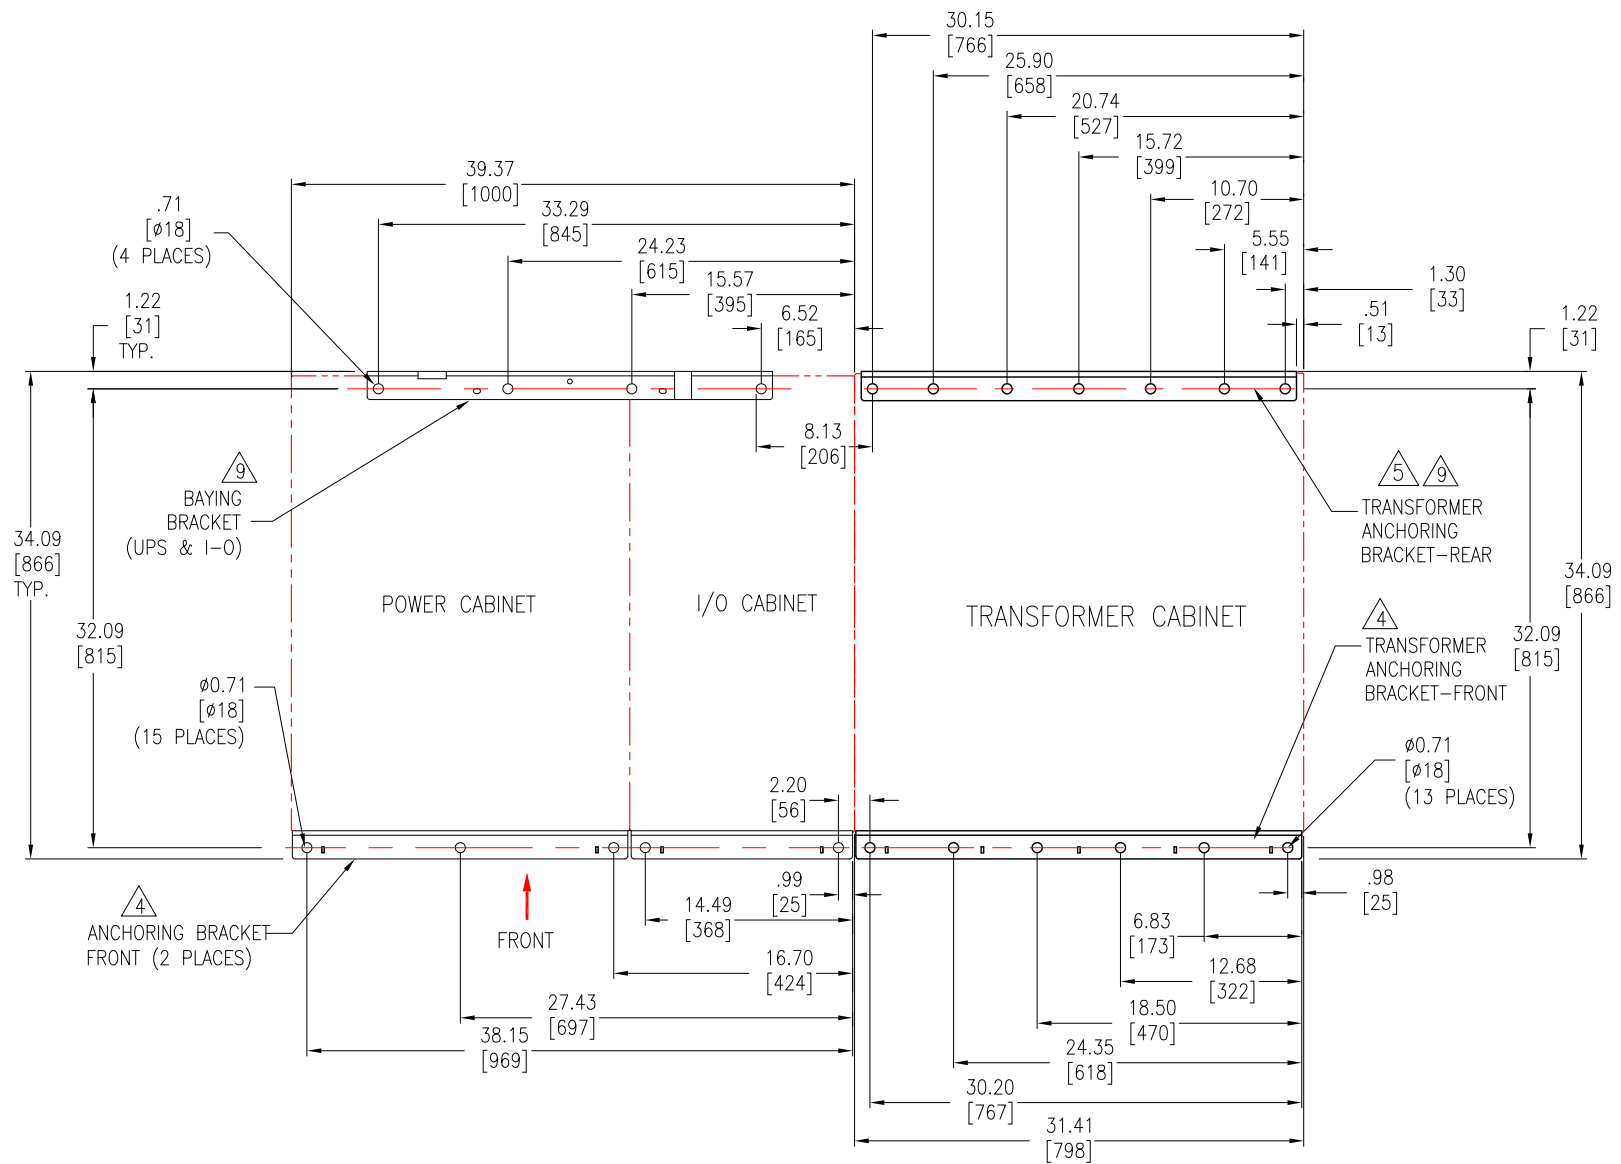 30.15
[766]
25.90
[658]
20.74
[527]
15.72
[399]
10.70
[272]
5.55
[141]
1.30
[33]
.51
[13]
1.22
[31]
39.37
[1000]
33.29
[845]
24.23
[615]
15.57
[395]
6.52
[165]
.71
[ø18]
(4 PLACES)
1.22
[31]
TYP.
8.13
[206]
9
BAYING
BRACKET
(UPS & I-O)
5 9
TRANSFORMER
ANCHORING
BRACKET-REAR
34.09
[866]
TYP.
32.09
[815]
POWER CABINET
I/O CABINET
TRANSFORMER CABINET
34.09
[866]
32.09
[815]
4
TRANSFORMER
ANCHORING
BRACKET-FRONT
ø0.71
[ø18]
(15 PLACES)
ø0.71
[ø18]
(13 PLACES)
2.20
[56]
.99
[25]
.98
[25]
14.49
[368]
6.83
[173]
4
ANCHORING BRACKET
FRONT (2 PLACES)
FRONT
16.70
[424]
12.68
[322]
27.43
[697]
18.50
[470]
38.15
[969]
24.35
[618]
30.20
[767]
31.41
[798]